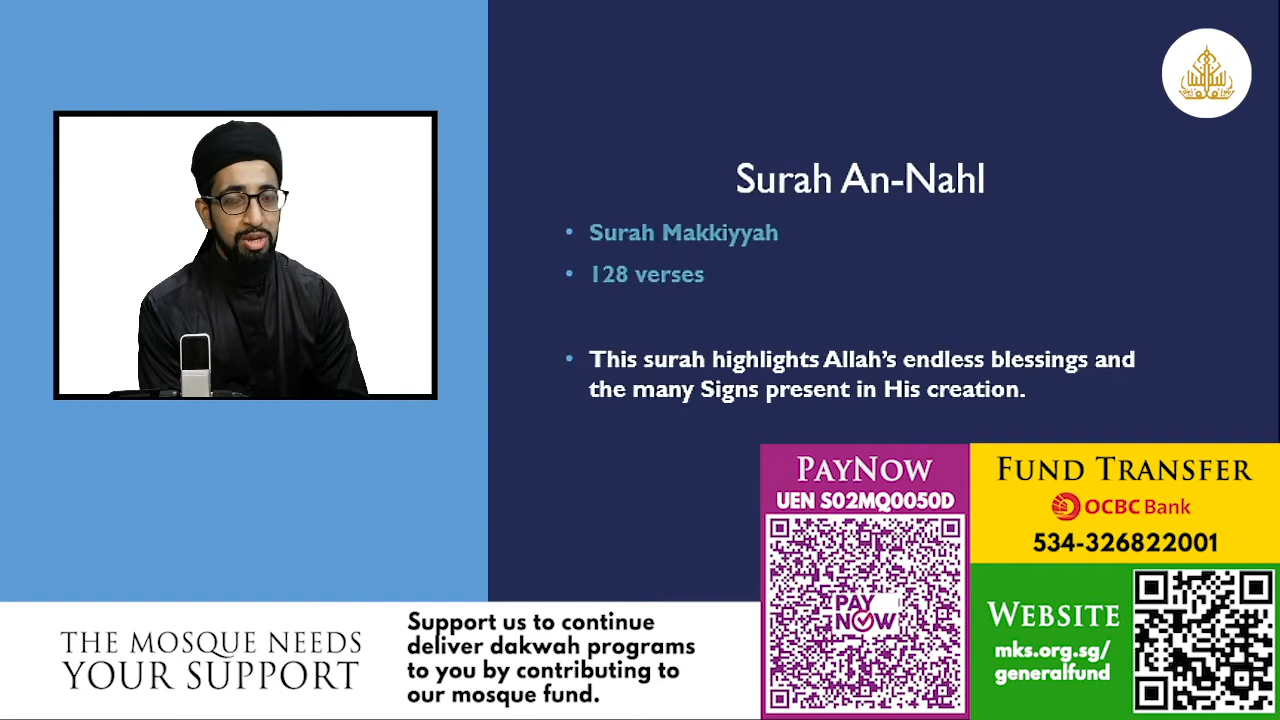 Surah An-Nahl
• Surah Makkiyyah
• 128 verses
• This surah highlights Allah's endless blessings and
the many Signs present in His creation.
PAYNOW
UEN S02MQ0050D
PAY
NOW
FUND TRANSFER
OCBC Bank
534-326822001
WEBSITE
mks.org.sg/
generalfund
THE MOSQUE NEEDS
YOUR SUPPORT
Support us to continue
deliver dakwah programs
to you by contributing to
our mosque fund.